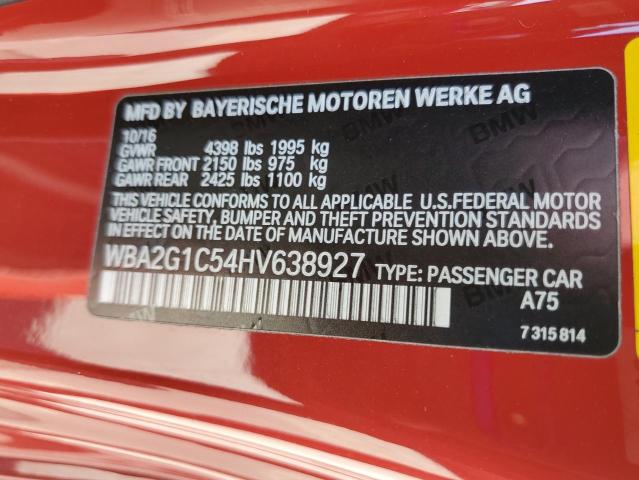 MFD BY BAYERISCHE MOTOREN WERKE AG
10/16
GVWR 4398 lbs 1995 kg
GAWR FRONT 2150 lbs 975 kg
GAWR REAR 2425 lbs 1100 kg
THIS VEHICLE CONFORMS TO ALL APPLICABLE U.S.FEDERAL MOTOR
VEHICLE SAFETY, BUMPER AND THEFT PREVENTION STANDARDS
IN EFFECT ON THE DATE OF MANUFACTURE SHOWN ABOVE.
WBA2G1C54HV638927 TYPE: PASSENGER CAR
A75
7 315 814